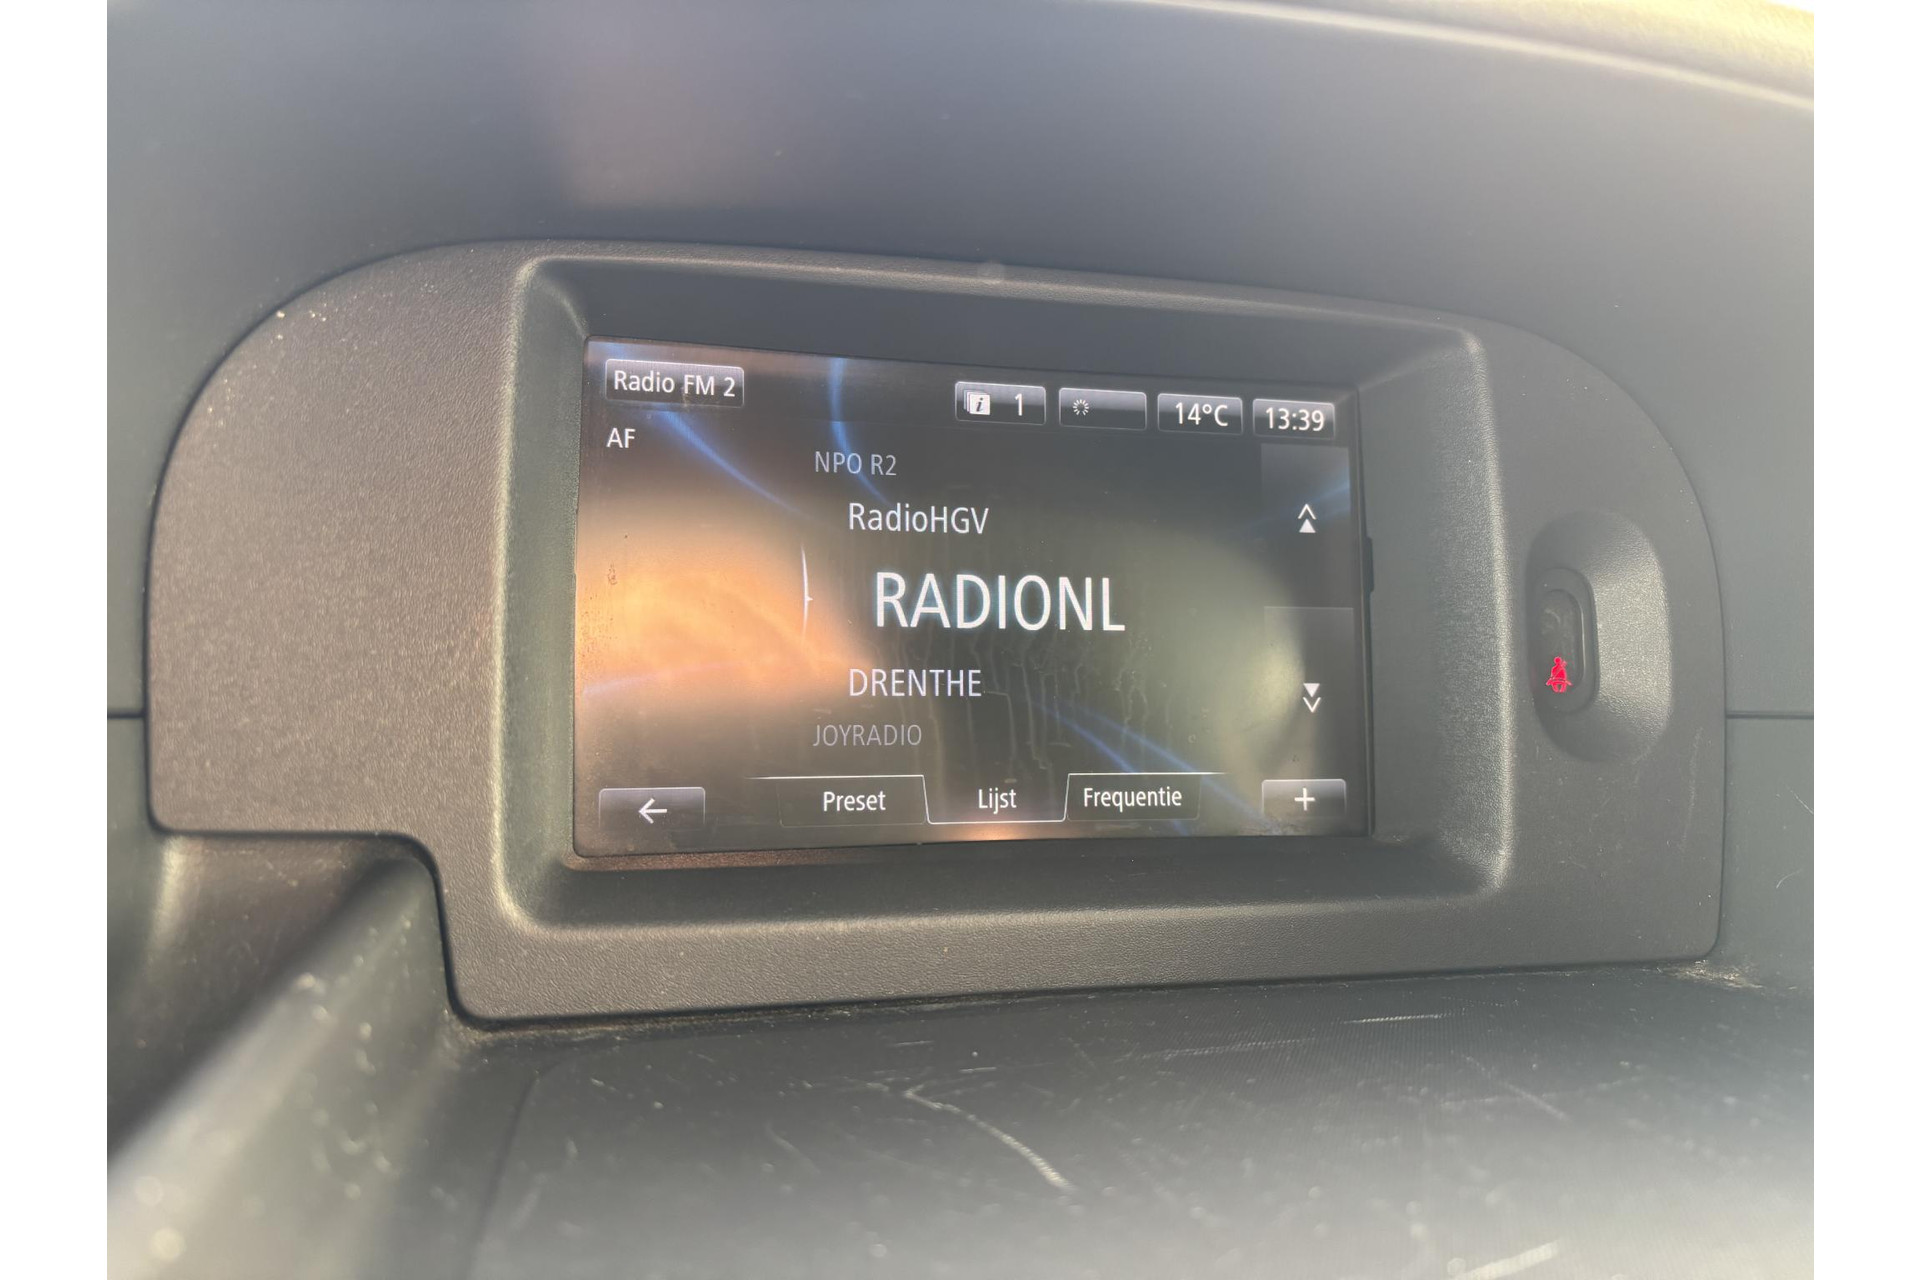 Radio FM 2
i 1
14°C
13:39
AF
NPO R2
RadioHGV
RADIONL
DRENTHE
JOYRADIO
Preset
Lijst
Frequentie
+